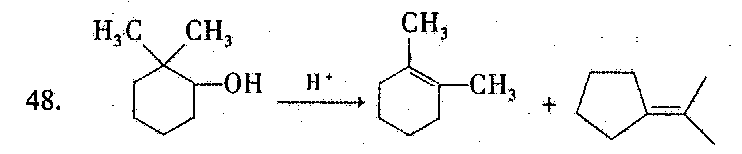 H₃C CH₃ CH₃
48. OH H⁺ CH₃ +